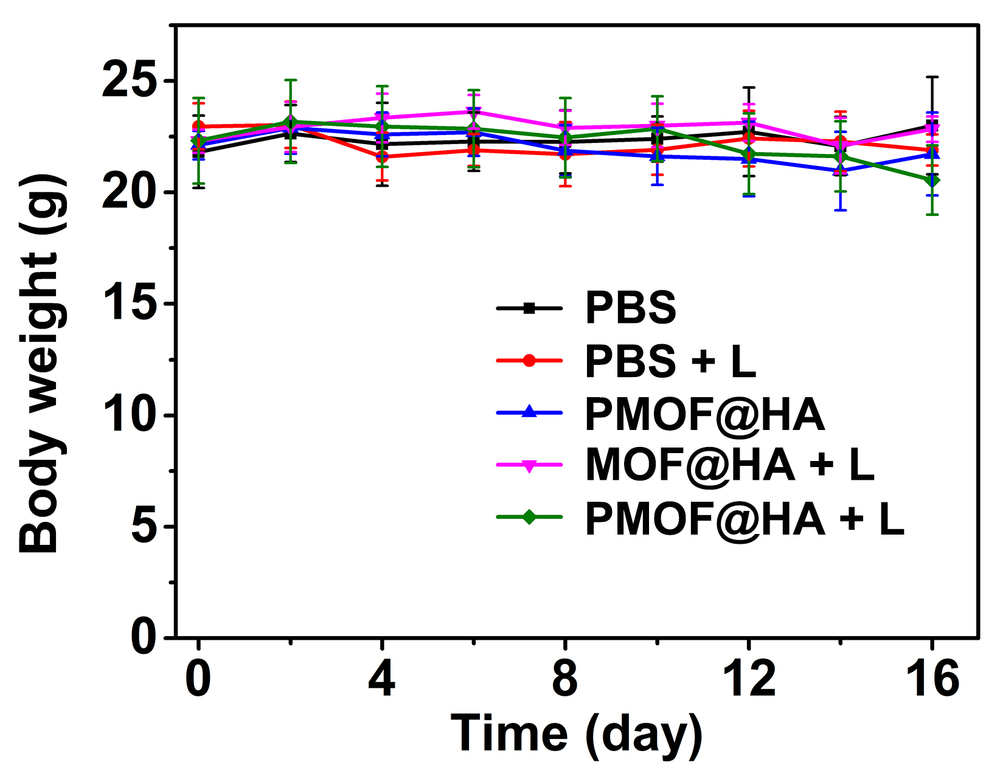 Body weight (g)
25
20
15
10
5
0
PBS
PBS + L
PMOF@HA
MOF@HA + L
PMOF@HA + L
0 4 8 12 16
Time (day)